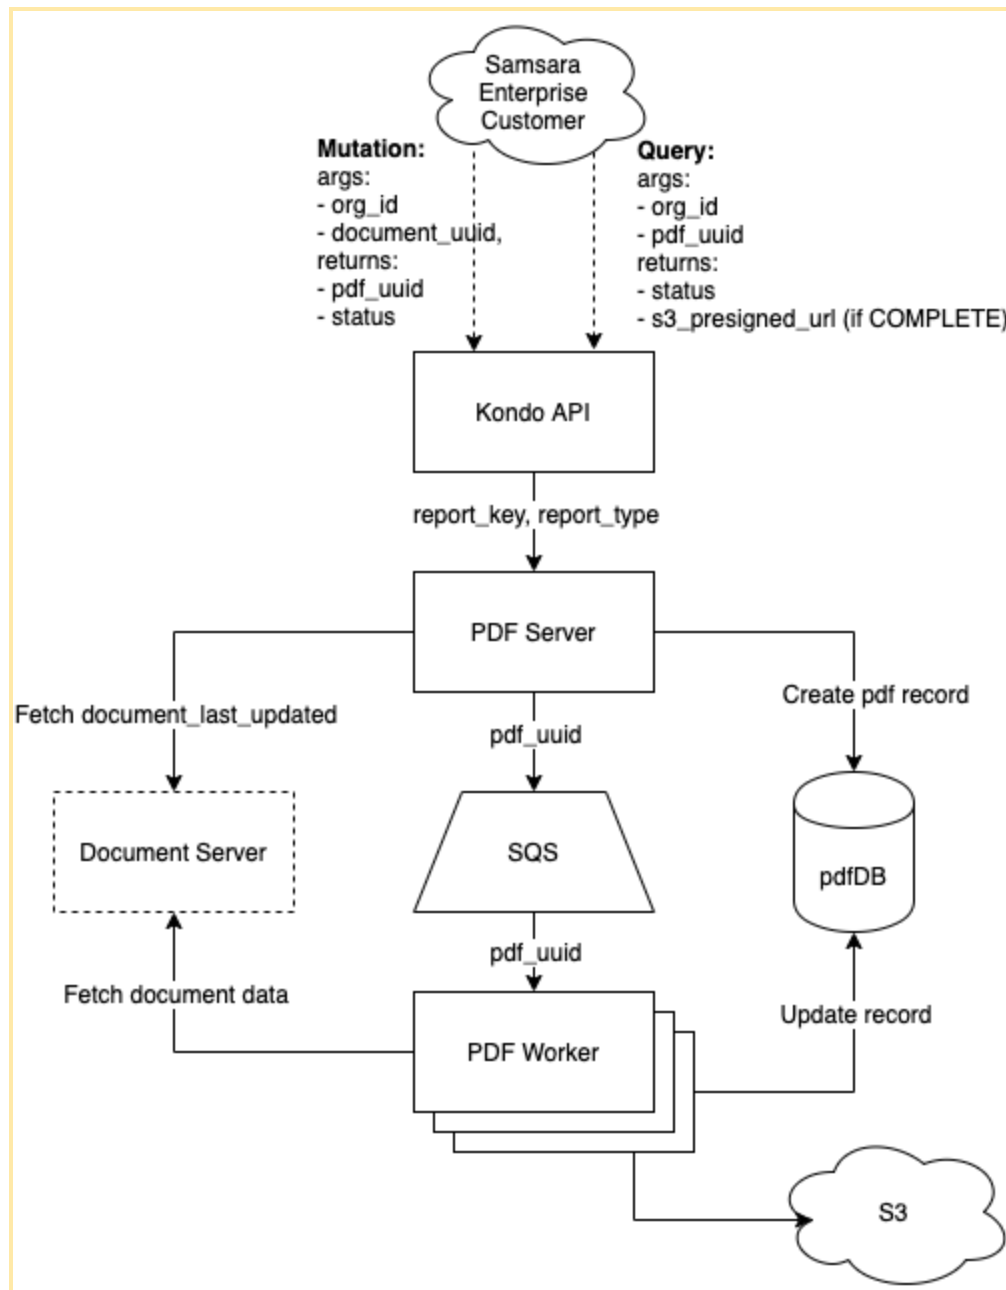 Samsara
Enterprise
Customer
Mutation:
args:
- org_id
- document_uuid,
returns:
- pdf_uuid
- status
Query:
args:
- org_id
- pdf_uuid
returns:
- status
- s3_presigned_url (if COMPLETE)
Kondo API
report_key, report_type
PDF Server
Fetch document_last_updated
pdf_uuid
Create pdf record
Document Server
SQS
pdfDB
pdf_uuid
Fetch document data
Update record
PDF Worker
S3